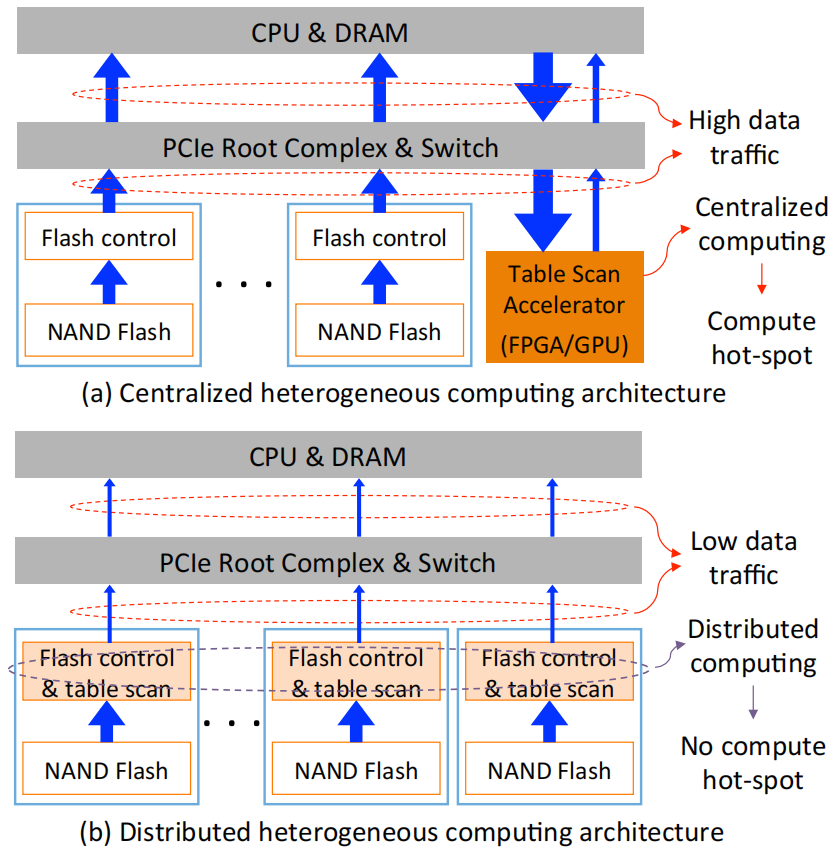 CPU & DRAM
High data
traffic
PCIe Root Complex & Switch
Centralized
computing
Flash control
Flash control
. . .
Table Scan
Accelerator
(FPGA/GPU)
NAND Flash
NAND Flash
Compute
hot-spot
(a) Centralized heterogeneous computing architecture
CPU & DRAM
Low data
traffic
PCIe Root Complex & Switch
Distributed
computing
Flash control
& table scan
Flash control
& table scan
Flash control
& table scan
. . .
NAND Flash
NAND Flash
NAND Flash
No compute
hot-spot
(b) Distributed heterogeneous computing architecture